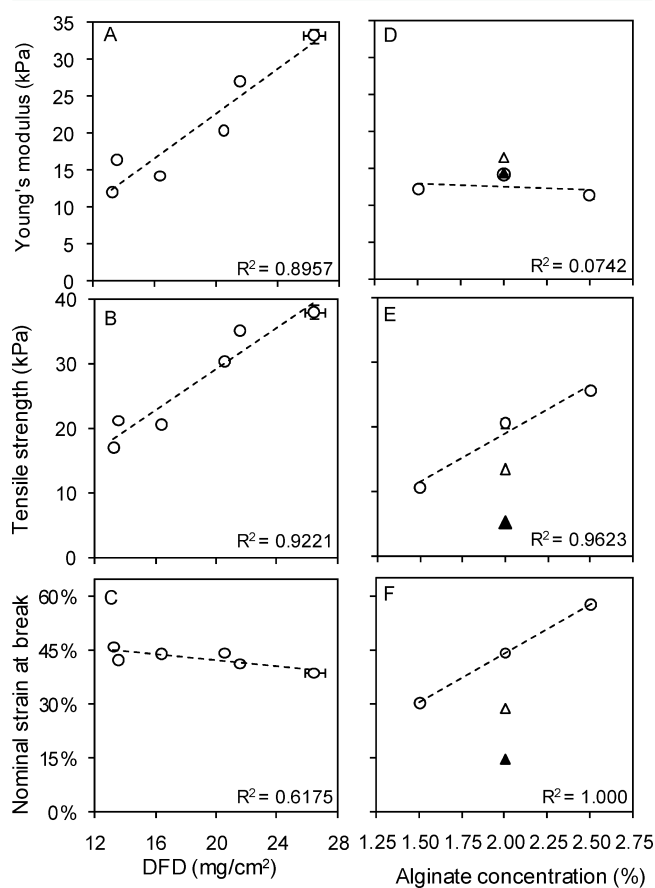 A
Young's modulus (kPa)
35
30
25
20
15
10
5
0
R² = 0.8957
D
R² = 0.0742
B
Tensile strength (kPa)
40
30
20
10
0
R² = 0.9221
E
R² = 0.9623
C
Nominal strain at break
60%
45%
30%
15%
0%
R² = 0.6175
12 16 20 24 28
DFD (mg/cm²)
F
R² = 1.000
1.25 1.50 1.75 2.00 2.25 2.50 2.75
Alginate concentration (%)